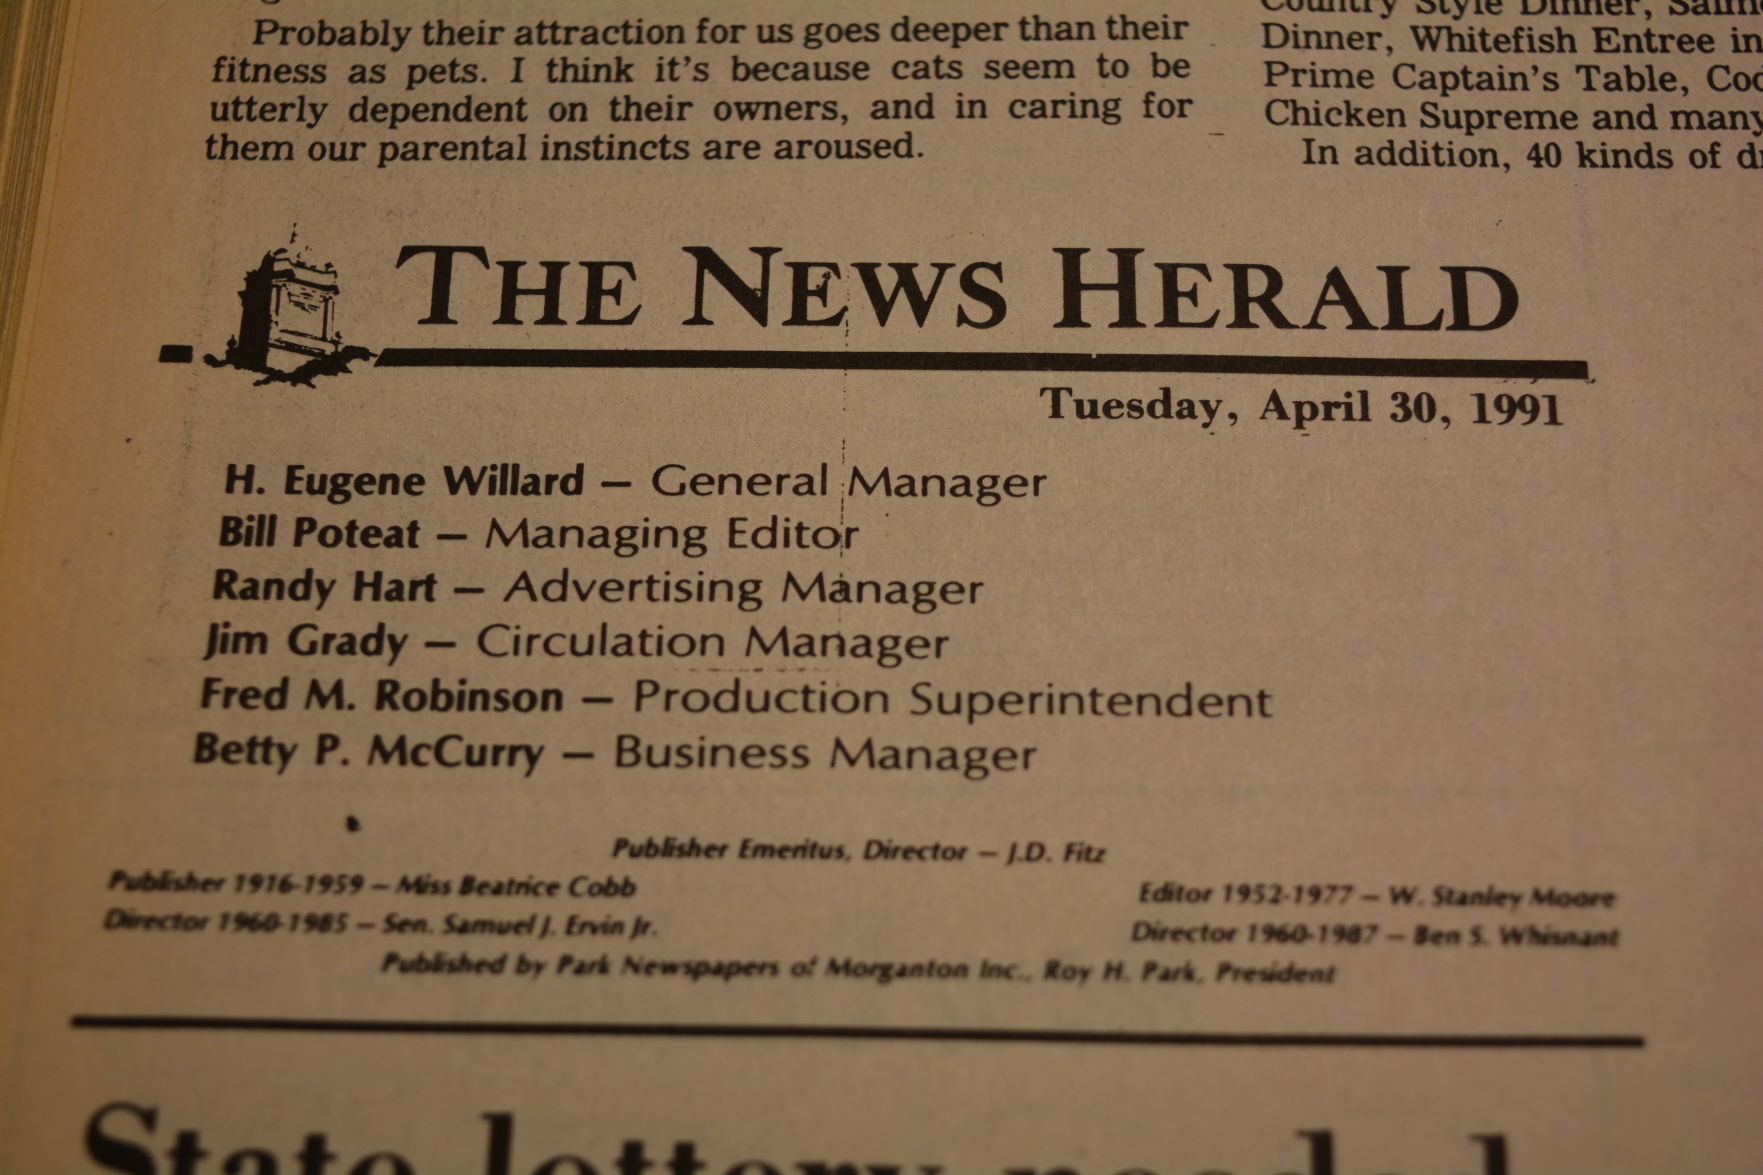 Probably their attraction for us goes deeper than their
fitness as pets. I think it's because cats seem to be
utterly dependent on their owners, and in caring for
them our parental instincts are aroused.
Country Style Dinner,
Dinner, Whitefish Entree in
Prime Captain's Table,
Chicken Supreme and many
In addition, 40 kinds of
THE NEWS HERALD
Tuesday, April 30, 1991
H. Eugene Willard — General Manager
Bill Poteat — Managing Editor
Randy Hart — Advertising Manager
Jim Grady — Circulation Manager
Fred M. Robinson — Production Superintendent
Betty P. McCurry — Business Manager
Publisher Emeritus, Director — J.D. Fitz
Publisher 1916-1959 — Miss Beatrice Cobb
Director 1960-1985 — Sen. Samuel J. Ervin Jr.
Editor 1952-1977 — W. Stanley Moore
Director 1960-1987 — Ben S. Whisnant
Published by Park Newspapers of Morganton Inc., Roy H. Park, President
State lottery needed